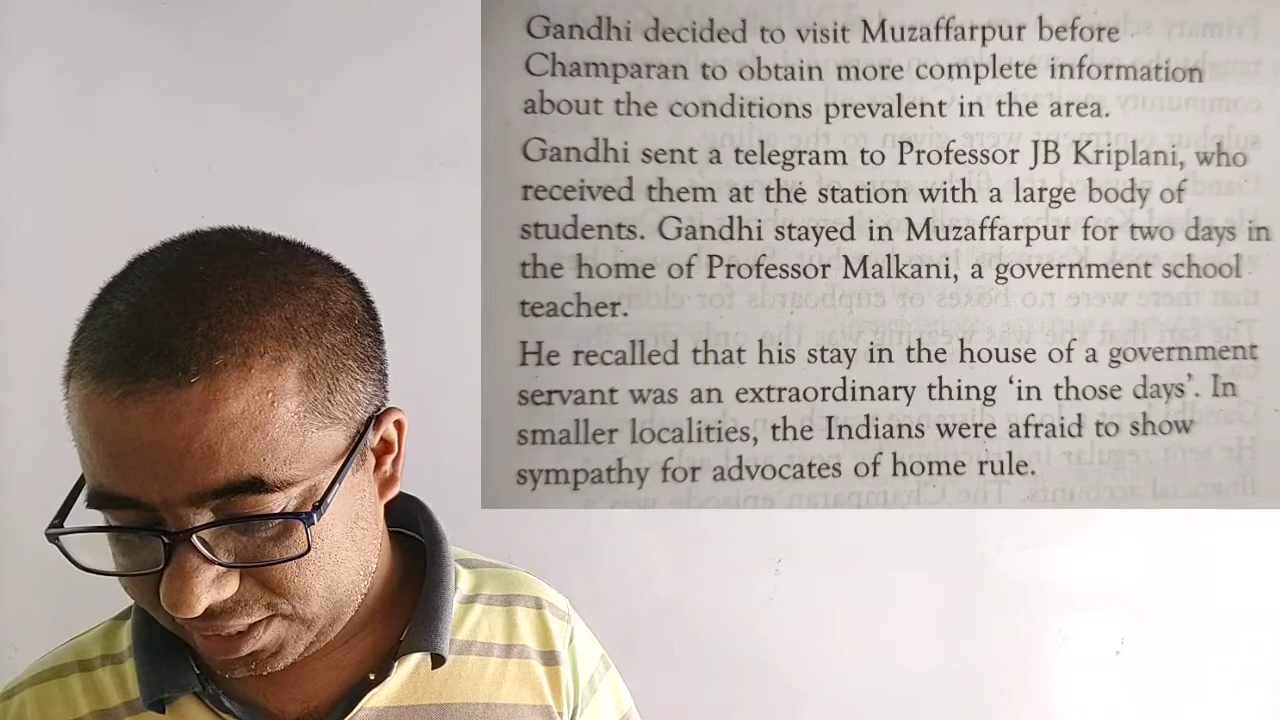 Gandhi decided to visit Muzaffarpur before
Champaran to obtain more complete information
about the conditions prevalent in the area.
Gandhi sent a telegram to Professor JB Kriplani, who
received them at the station with a large body of
students. Gandhi stayed in Muzaffarpur for two days in
the home of Professor Malkani, a government school
teacher.
He recalled that his stay in the house of a government
servant was an extraordinary thing ‘in those days’. In
smaller localities, the Indians were afraid to show
sympathy for advocates of home rule.